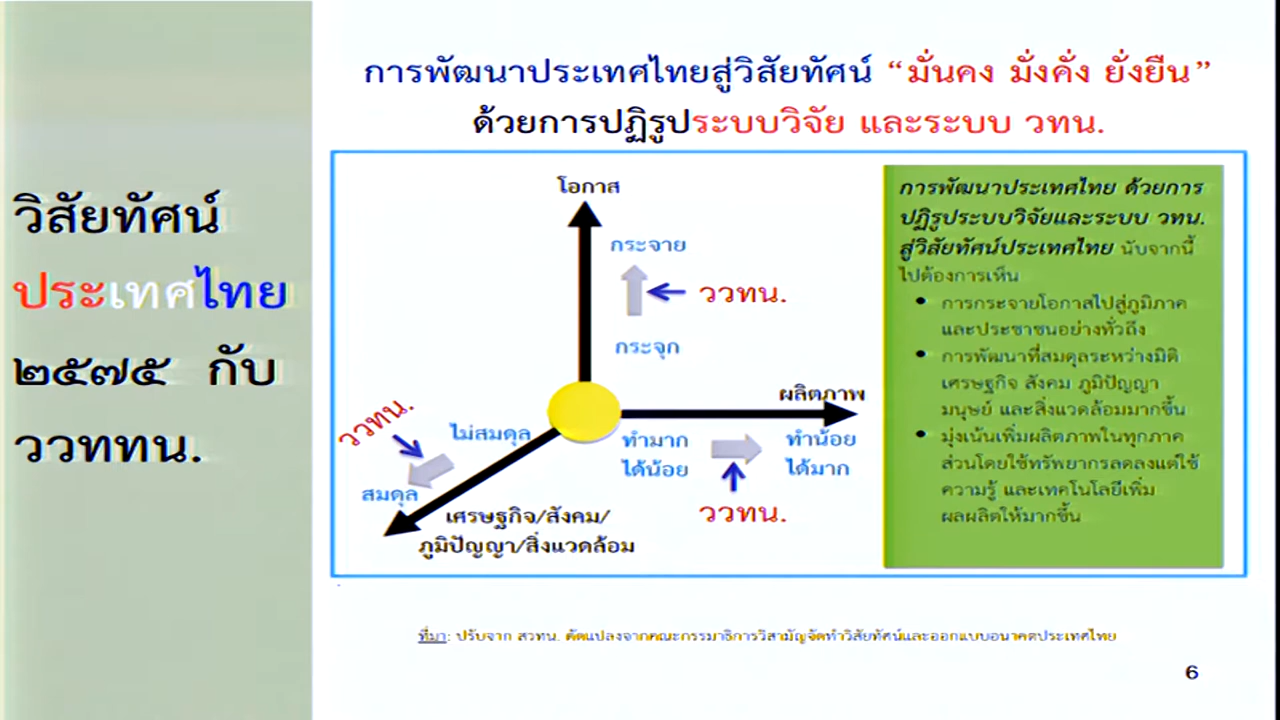 วิสัยทัศน์
ประเทศไทย
๒๕๗๕ กับ
ววททน.
การพัฒนาประเทศไทยสู่วิสัยทัศน์ “มั่นคง มั่งคั่ง ยั่งยืน”
ด้วยการปฏิรูประบบวิจัย และระบบ วทน.
โอกาส
กระจาย
ววทน.
กระจุก
ผลิตภาพ
ทำมาก
ได้น้อย
ทำน้อย
ได้มาก
ววทน.
ววทน.
ไม่สมดุล
สมดุล
เศรษฐกิจ/สังคม/
ภูมิปัญญา/สิ่งแวดล้อม
การพัฒนาประเทศไทย ด้วยการ
ปฏิรูประบบวิจัยและระบบ วทน.
สู่วิสัยทัศน์ประเทศไทย นับจากนี้
ไปต้องการเห็น
• การกระจายโอกาสไปสู่ภูมิภาค
และประชาชนอย่างทั่วถึง
• การพัฒนาที่สมดุลระหว่างมิติ
เศรษฐกิจ สังคม ภูมิปัญญา
มนุษย์ และสิ่งแวดล้อมมากขึ้น
• มุ่งเน้นเพิ่มผลิตภาพในทุกภาค
ส่วนโดยใช้ทรัพยากรลดลงแต่ใช้
ความรู้ และเทคโนโลยีเพิ่ม
ผลผลิตให้มากขึ้น
ที่มา: ปรับจาก สวทน. ดัดแปลงจากคณะกรรมาธิการวิสามัญจัดทำวิสัยทัศน์และออกแบบอนาคตประเทศไทย
6